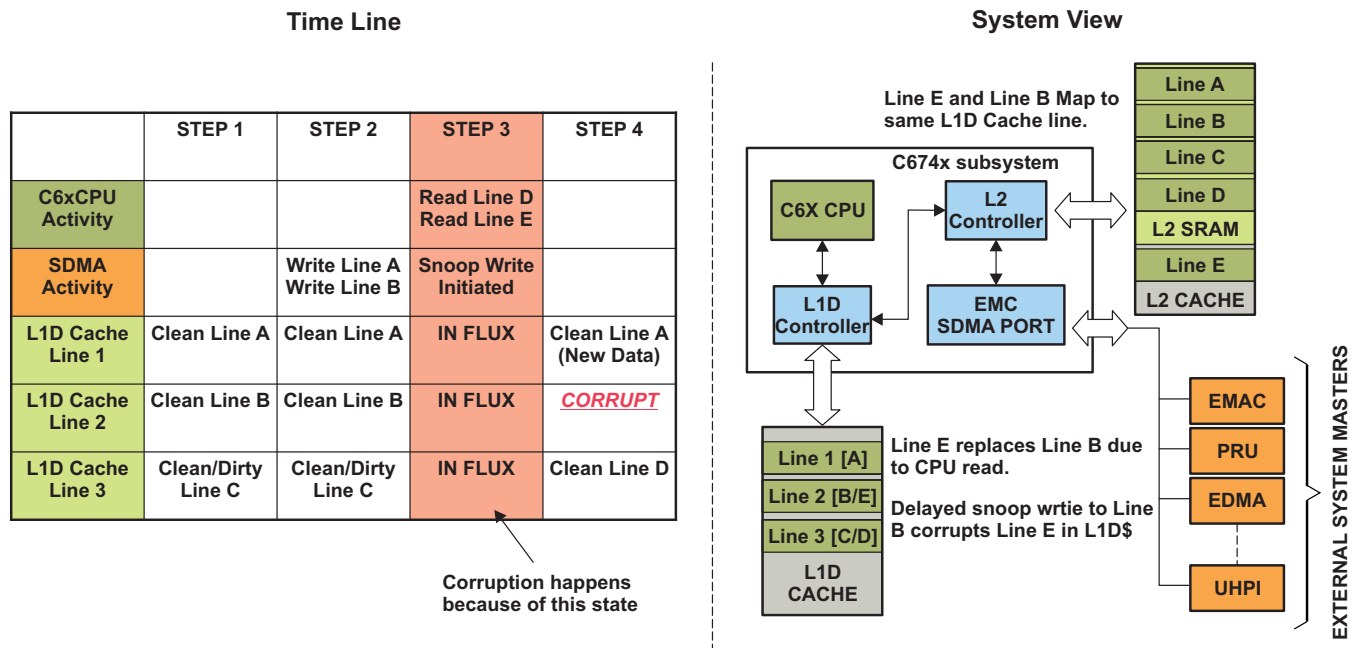 Time Line
STEP 1
STEP 2
STEP 3
STEP 4
C6xCPU
Activity
Read Line D
Read Line E
SDMA
Activity
Write Line A
Write Line B
Snoop Write
Initiated
L1D Cache
Line 1
Clean Line A
Clean Line A
IN FLUX
Clean Line A
(New Data)
L1D Cache
Line 2
Clean Line B
Clean Line B
IN FLUX
CORRUPT
L1D Cache
Line 3
Clean/Dirty
Line C
Clean/Dirty
Line C
IN FLUX
Clean Line D
Corruption happens
because of this state
System View
Line E and Line B Map to
same L1D Cache line.
C674x subsystem
C6X CPU
L2
Controller
L1D
Controller
EMC
SDMA PORT
Line A
Line B
Line C
Line D
L2 SRAM
Line E
L2 CACHE
Line 1 [A]
Line 2 [B/E]
Line 3 [C/D]
L1D
CACHE
Line E replaces Line B due
to CPU read.
Delayed snoop wrtie to Line
B corrupts Line E in L1D$
EMAC
PRU
EDMA
UHPI
EXTERNAL SYSTEM MASTERS